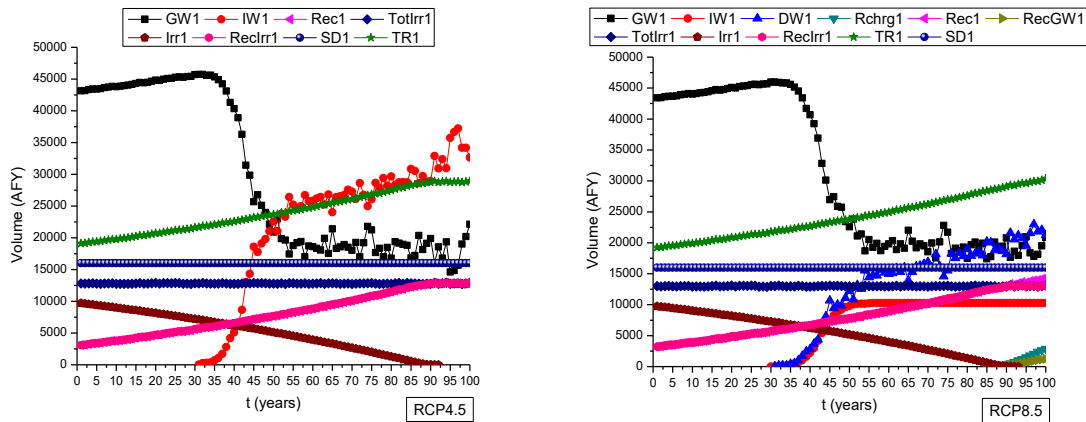 GW1 IW1 Rec1 TotIrr1
Irr1 RecIrr1 SD1 TR1
50000
45000
40000
35000
30000
25000
20000
15000
10000
5000
0
Volume (AFY)
0 5 10 15 20 25 30 35 40 45 50 55 60 65 70 75 80 85 90 95 100
t (years)
RCP4.5
GW1 IW1 DW1 Rchrg1 Rec1 RecGW1
TotIrr1 Irr1 RecIrr1 TR1 SD1
50000
45000
40000
35000
30000
25000
20000
15000
10000
5000
0
Volume (AFY)
0 5 10 15 20 25 30 35 40 45 50 55 60 65 70 75 80 85 90 95 100
t (years)
RCP8.5